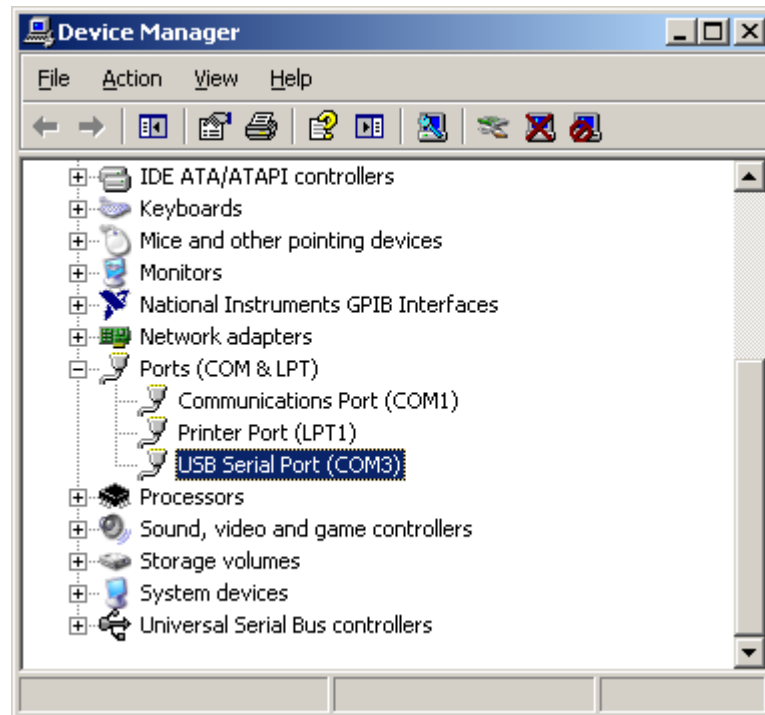 Device Manager
File Action View Help
IDE ATA/ATAPI controllers
Keyboards
Mice and other pointing devices
Monitors
National Instruments GPIB Interfaces
Network adapters
Ports (COM & LPT)
Communications Port (COM1)
Printer Port (LPT1)
USB Serial Port (COM3)
Processors
Sound, video and game controllers
Storage volumes
System devices
Universal Serial Bus controllers